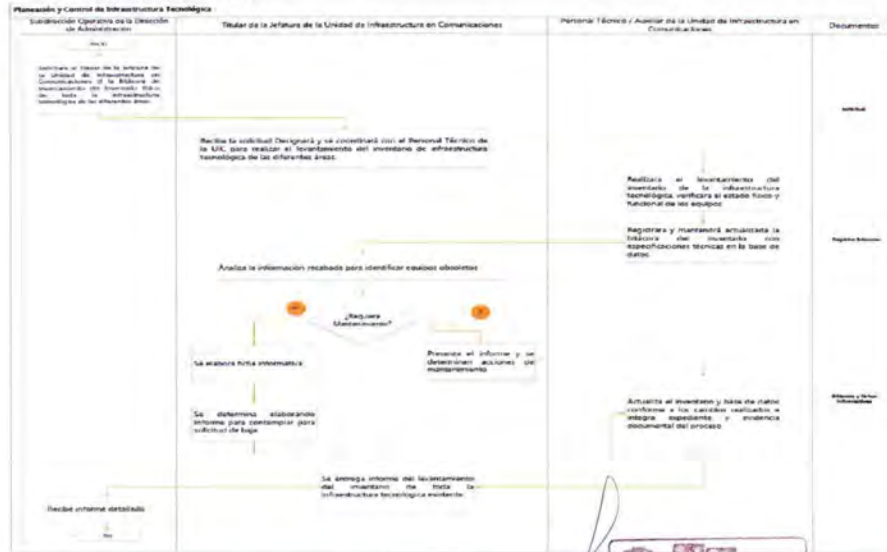 Planeación y Control de Infraestructura Tecnológica
Subdirección Operativa de la Dirección
de Administración
Titular de la Jefatura de la Unidad de Infraestructura en Comunicaciones
Personal Técnico / Auxiliar de la Unidad de Infraestructura en
Comunicaciones
Documentos
Inicio
Solicitará al Titular de la Jefatura de
la Unidad de Infraestructura en
Comunicaciones la Bitácora de
levantamiento del inventario físico
de toda la infraestructura
tecnológica de las diferentes áreas.
Solicitud
Recibe la solicitud Designará y se coordinará con el Personal Técnico de
la UIC para realizar el levantamiento del inventario de infraestructura
tecnológica de las diferentes áreas.
Realizara el levantamiento del
inventario de la infraestructura
tecnológica, verificara el estado físico y
funcional de los equipos
Registrara y mantendrá actualizada la
bitácora del inventario con
especificaciones técnicas en la base de
datos.
Analiza la información recabada para identificar equipos obsoletos
¿Requiere
Mantenimiento?
Se elabora ficha informativa
Presenta el informe y se
determinan acciones de
mantenimiento
Se determina elaborando
informe para contemplar para
solicitud de baja
Actualiza el inventario y base de datos
conforme a los cambios realizados e
integra expediente y evidencia
documental del proceso
Se entrega informe del levantamiento
del inventario de toda la
infraestructura tecnológica existente.
Recibe informe detallado
Fin